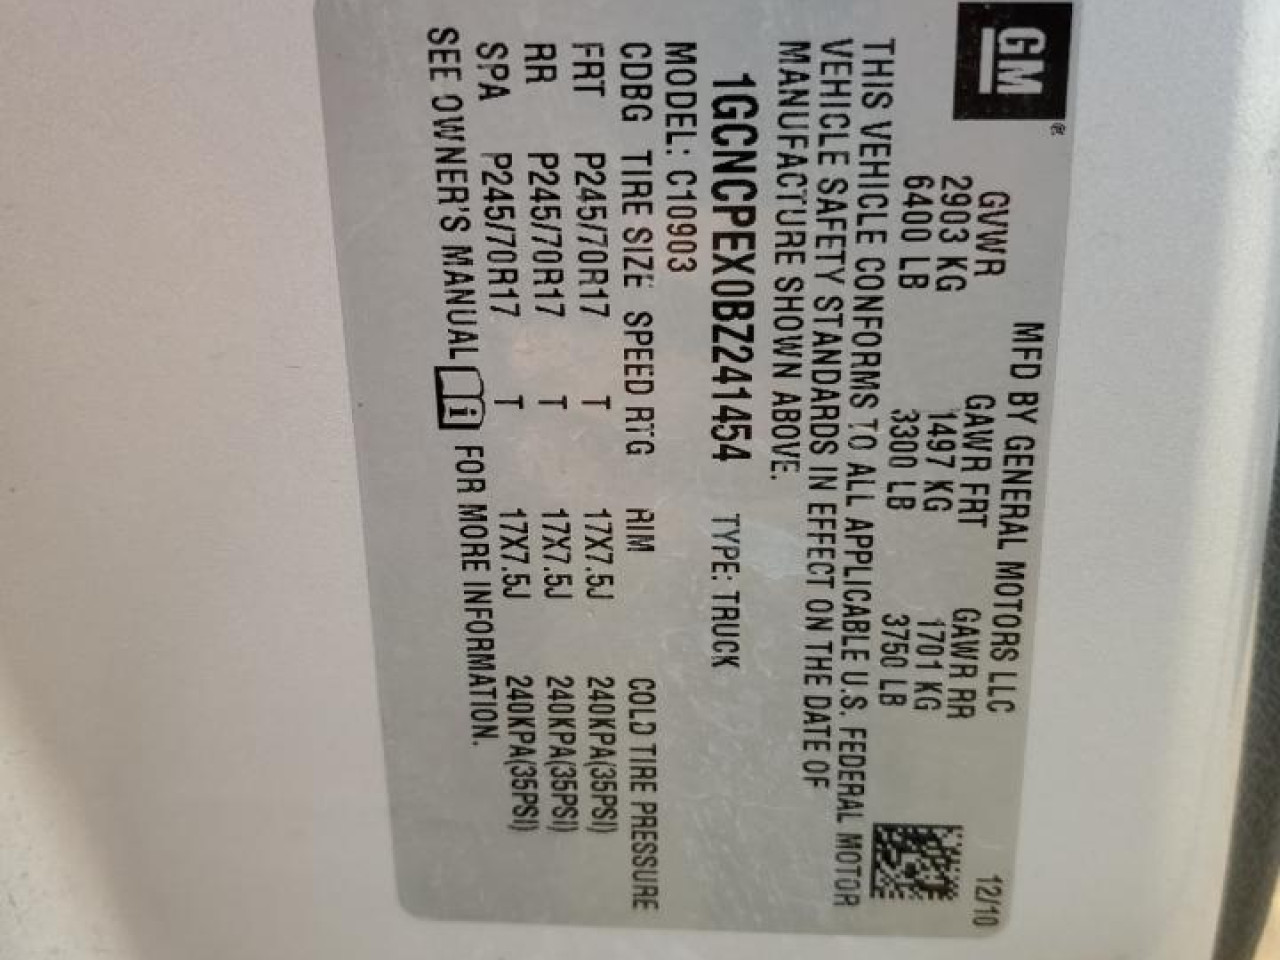 GM®
MFD BY GENERAL MOTORS LLC 12/10
GVWR GAWR FRT GAWR RR
2903 KG 1497 KG 1701 KG
6400 LB 3300 LB 3750 LB
THIS VEHICLE CONFORMS TO ALL APPLICABLE U.S. FEDERAL MOTOR
VEHICLE SAFETY STANDARDS IN EFFECT ON THE DATE OF
MANUFACTURE SHOWN ABOVE.
1GCNCPEX0BZ241454 TYPE: TRUCK
MODEL: C10903
CDBG TIRE SIZE SPEED RTG RIM COLD TIRE PRESSURE
FRT P245/70R17 T 17X7.5J 240KPA(35PSI)
RR P245/70R17 T 17X7.5J 240KPA(35PSI)
SPA P245/70R17 T 17X7.5J 240KPA(35PSI)
SEE OWNER'S MANUAL i FOR MORE INFORMATION.